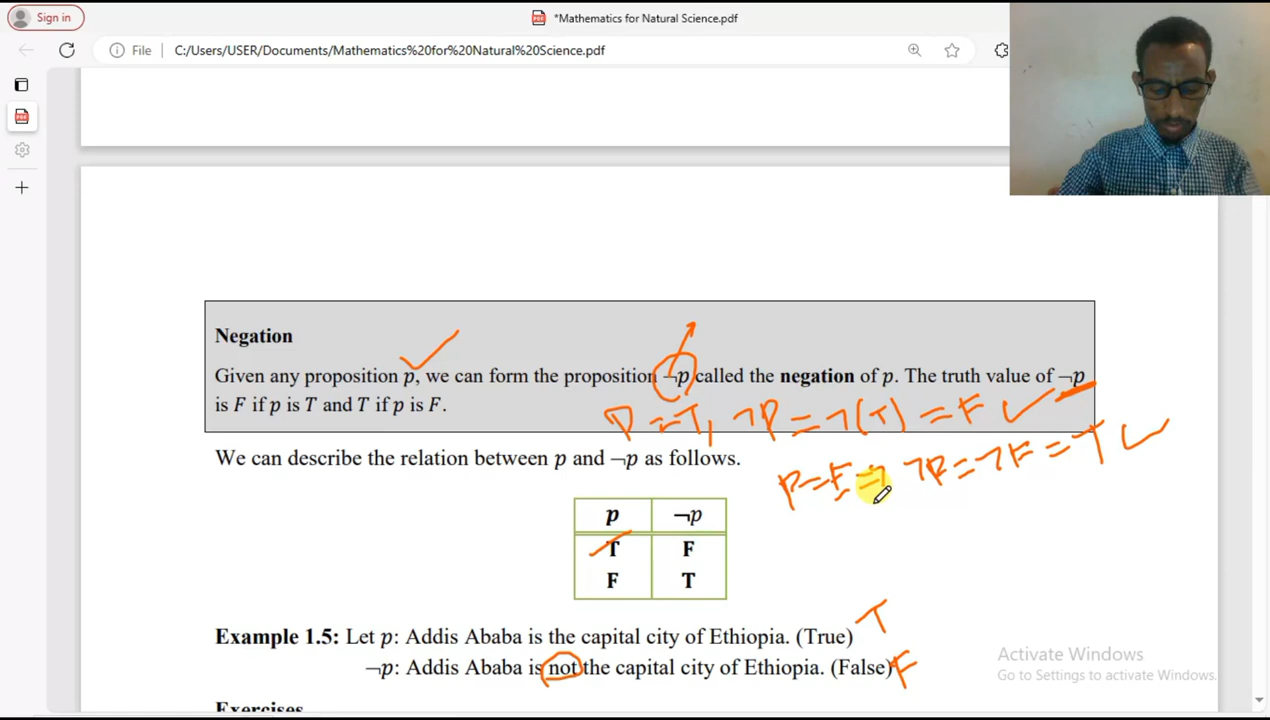 Sign in
*Mathematics for Natural Science.pdf
File | C:/Users/USER/Documents/Mathematics%20for%20Natural%20Science.pdf
Negation
Given any proposition p, we can form the proposition ¬p called the negation of p. The truth value of ¬p
is F if p is T and T if p is F.
P = T, ¬P = ¬(T) = F
We can describe the relation between p and ¬p as follows.
P = F ⇒ ¬P = ¬F = T
p ¬p
T F
F T
Example 1.5: Let p: Addis Ababa is the capital city of Ethiopia. (True) T
¬p: Addis Ababa is not the capital city of Ethiopia. (False) F
Activate Windows
Go to Settings to activate Windows.
Exercises